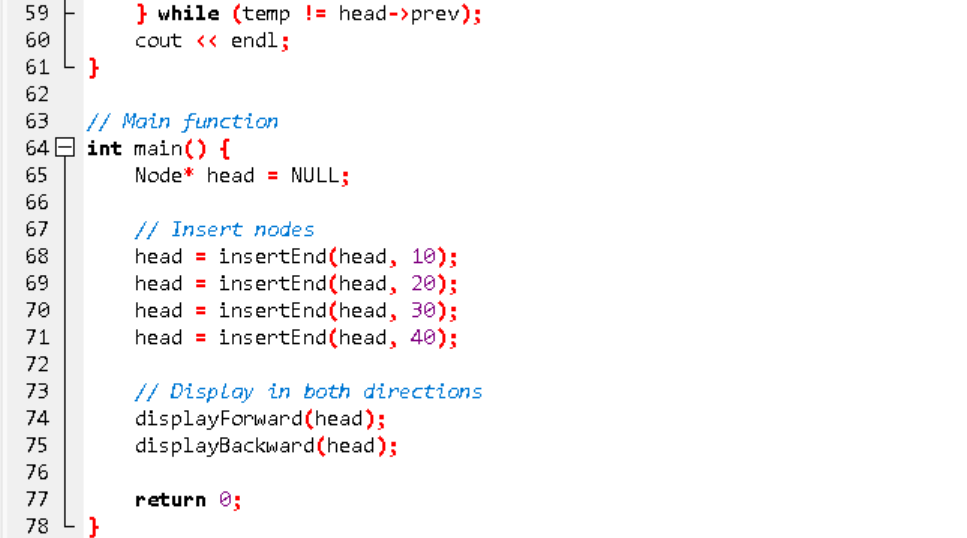 59 } while (temp != head->prev);
60 cout << endl;
61 }
62
63 // Main function
64 int main() {
65 Node* head = NULL;
66
67 // Insert nodes
68 head = insertEnd(head, 10);
69 head = insertEnd(head, 20);
70 head = insertEnd(head, 30);
71 head = insertEnd(head, 40);
72
73 // Display in both directions
74 displayForward(head);
75 displayBackward(head);
76
77 return 0;
78 }